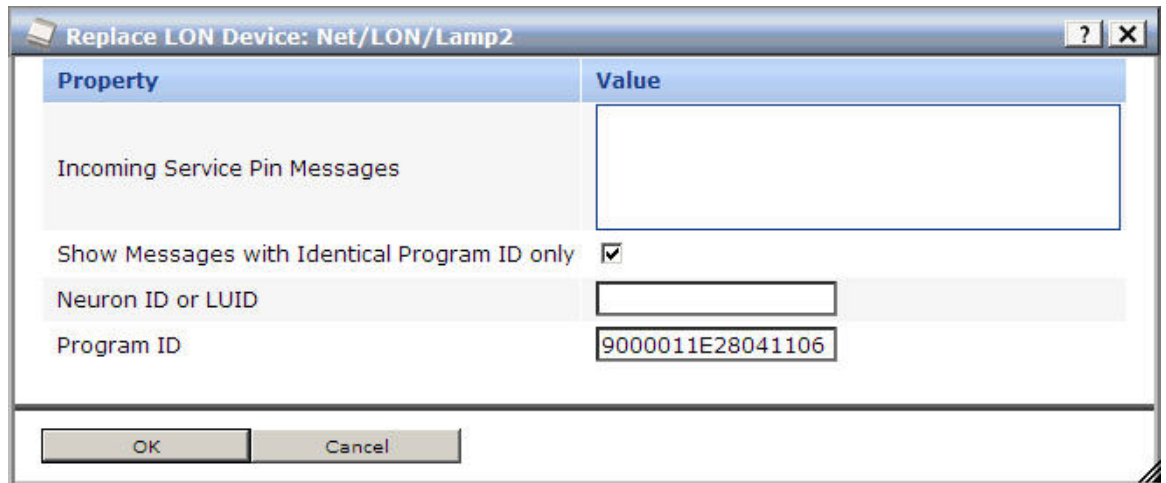 Replace LON Device: Net/LON/Lamp2 ?
Property Value
Incoming Service Pin Messages
Show Messages with Identical Program ID only
Neuron ID or LUID
Program ID 9000011E28041106
OK Cancel